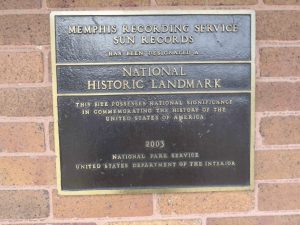 MEMPHIS RECORDING SERVICE
SUN RECORDS
HAS BEEN DESIGNATED A
NATIONAL
HISTORIC LANDMARK
THIS SITE POSSESSES NATIONAL SIGNIFICANCE
IN COMMEMORATING THE HISTORY OF THE
UNITED STATES OF AMERICA
2003
NATIONAL PARK SERVICE
UNITED STATES DEPARTMENT OF THE INTERIOR